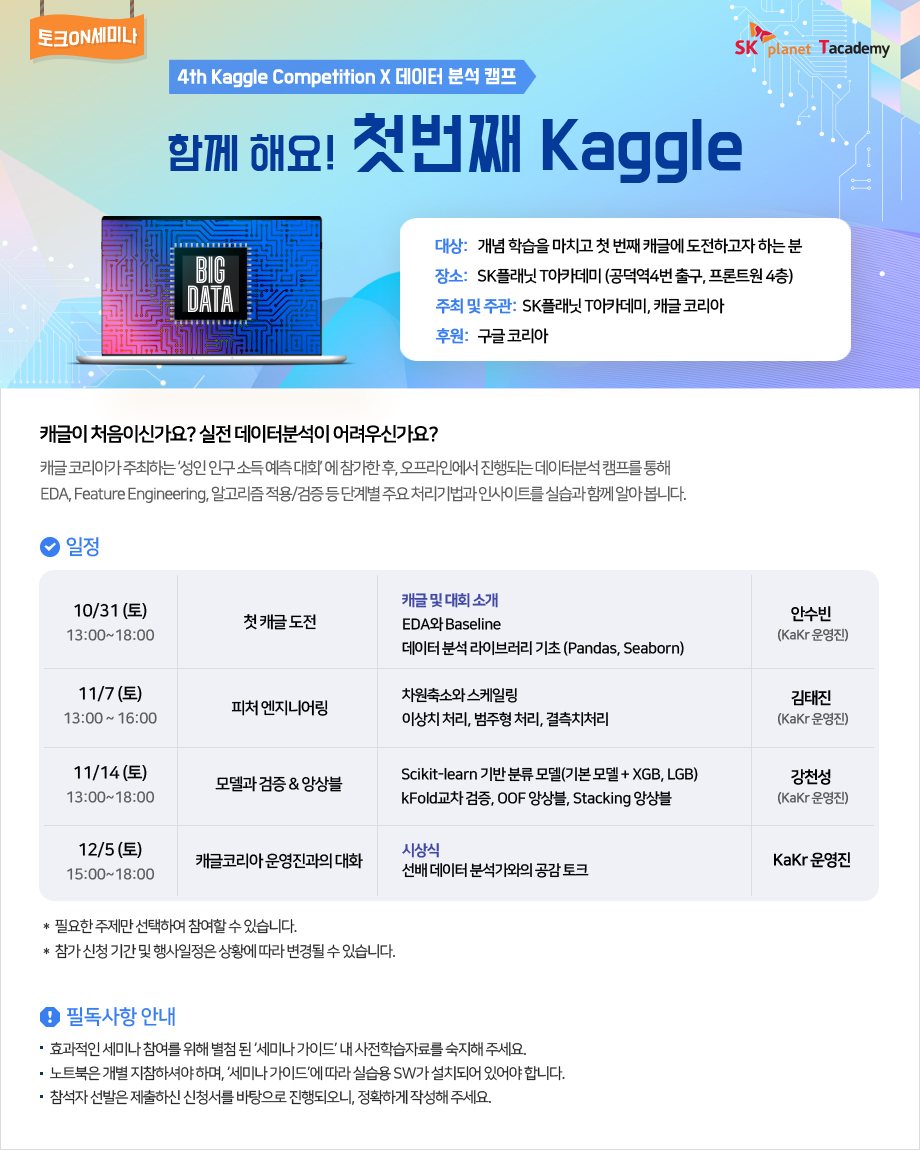 토크ON세미나
SK planet Tacademy
4th Kaggle Competition X 데이터 분석 캠프
함께 해요! 첫번째 Kaggle
BIG
DATA
대상: 개념 학습을 마치고 첫 번째 캐글에 도전하고자 하는 분
장소: SK플래닛 T아카데미 (공덕역4번 출구, 프론트원 4층)
주최 및 주관: SK플래닛 T아카데미, 캐글 코리아
후원: 구글 코리아
캐글이 처음이신가요? 실전 데이터분석이 어려우신가요?
캐글 코리아가 주최하는 ‘성인 인구 소득 예측 대회’ 에 참가한 후, 오프라인에서 진행되는 데이터분석 캠프를 통해
EDA, Feature Engineering, 알고리즘 적용/검증 등 단계별 주요 처리기법과 인사이트를 실습과 함께 알아 봅니다.
일정
10/31 (토)
13:00~18:00
첫 캐글 도전
캐글 및 대회 소개
EDA와 Baseline
데이터 분석 라이브러리 기초 (Pandas, Seaborn)
안수빈
(KaKr 운영진)
11/7 (토)
13:00 ~ 16:00
피처 엔지니어링
차원축소와 스케일링
이상치 처리, 범주형 처리, 결측치처리
김태진
(KaKr 운영진)
11/14 (토)
13:00~18:00
모델과 검증 & 앙상블
Scikit-learn 기반 분류 모델(기본 모델 + XGB, LGB)
kFold교차 검증, OOF 앙상블, Stacking 앙상블
강천성
(KaKr 운영진)
12/5 (토)
15:00~18:00
캐글코리아 운영진과의 대화
시상식
선배 데이터 분석가와의 공감 토크
KaKr 운영진
* 필요한 주제만 선택하여 참여할 수 있습니다.
* 참가 신청 기간 및 행사일정은 상황에 따라 변경될 수 있습니다.
필독사항 안내
· 효과적인 세미나 참여를 위해 별첨 된 ‘세미나 가이드’ 내 사전학습자료를 숙지해 주세요.
· 노트북은 개별 지참하셔야 하며, ‘세미나 가이드’에 따라 실습용 SW가 설치되어 있어야 합니다.
· 참석자 선발은 제출하신 신청서를 바탕으로 진행되오니, 정확하게 작성해 주세요.